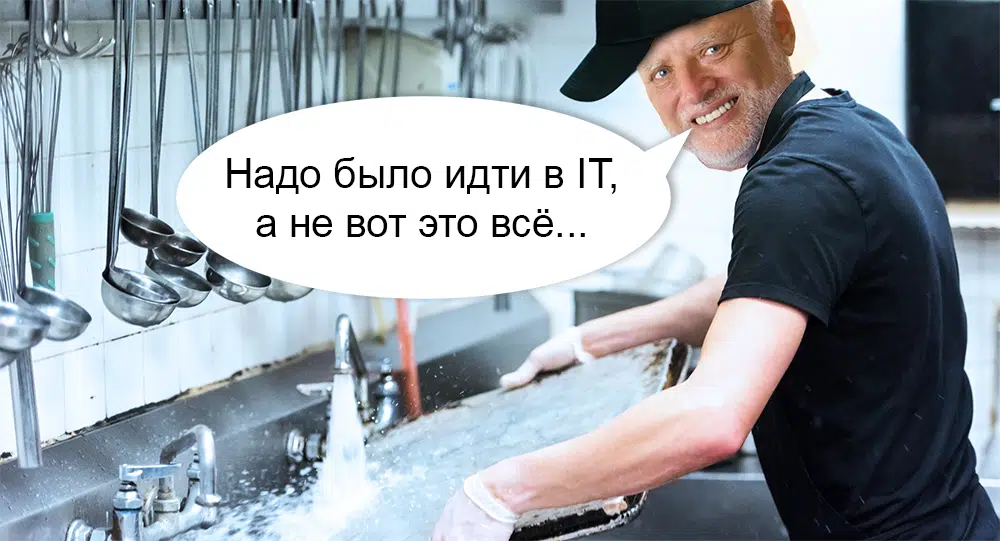 Надо было идти в IT,
а не вот это всё...